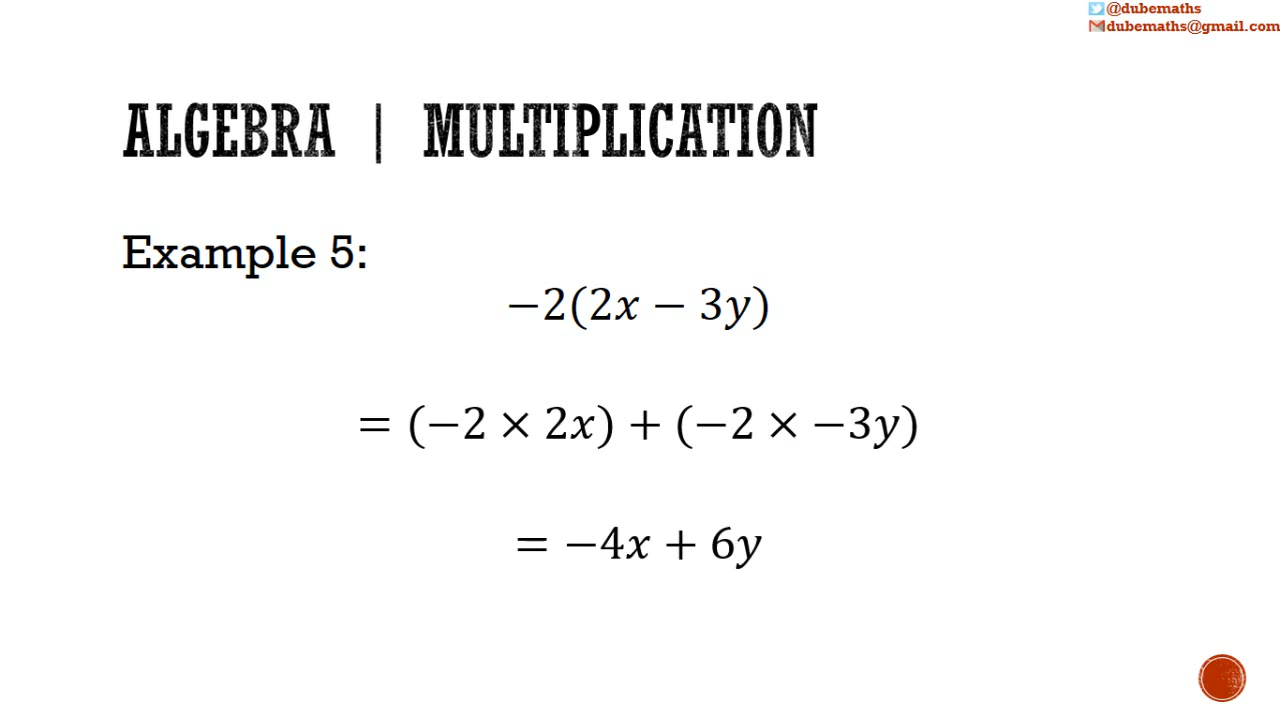 @dubemaths
dubemaths@gmail.com
ALGEBRA | MULTIPLICATION
Example 5:
−2(2x − 3y)
= (−2 × 2x) + (−2 × −3y)
= −4x + 6y